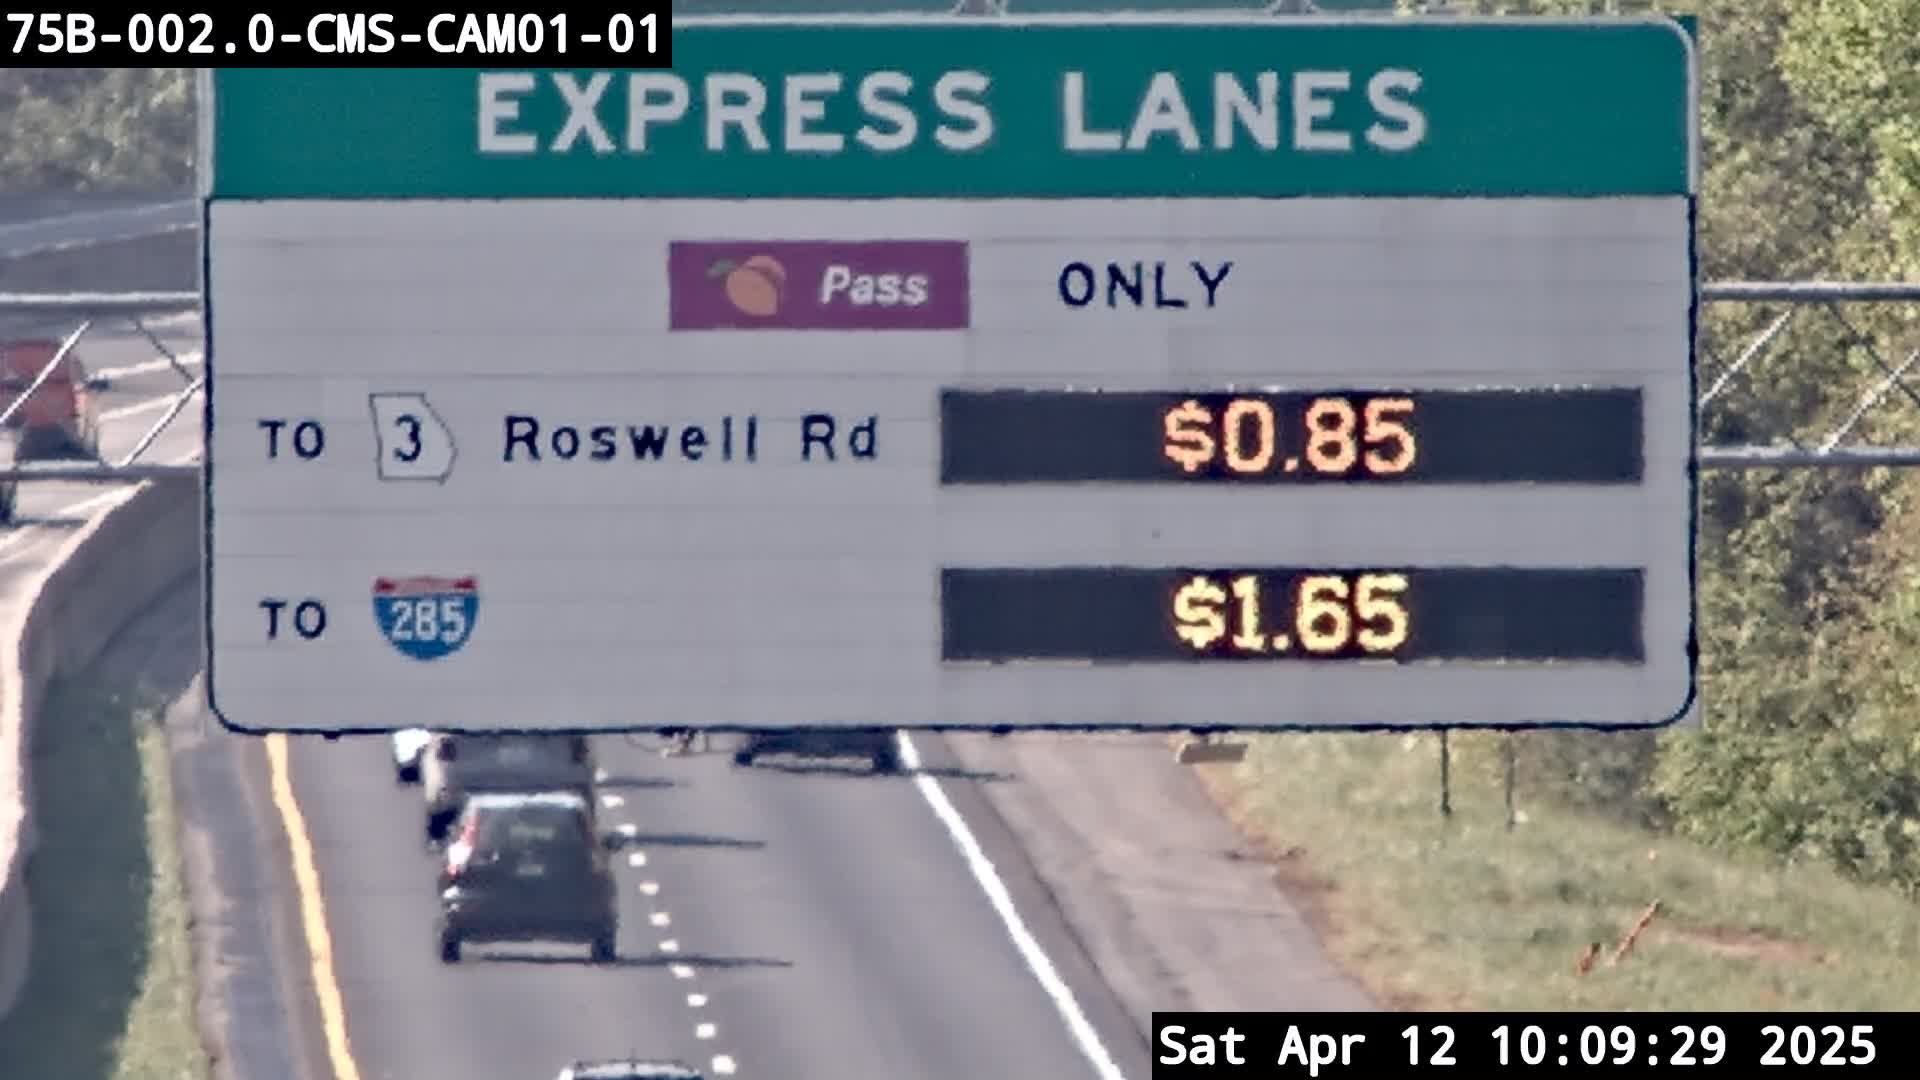 75B-002.0-CMS-CAM01-01
EXPRESS LANES
Pass ONLY
TO 3 Roswell Rd $0.85
TO 285 $1.65
Sat Apr 12 10:09:29 2025